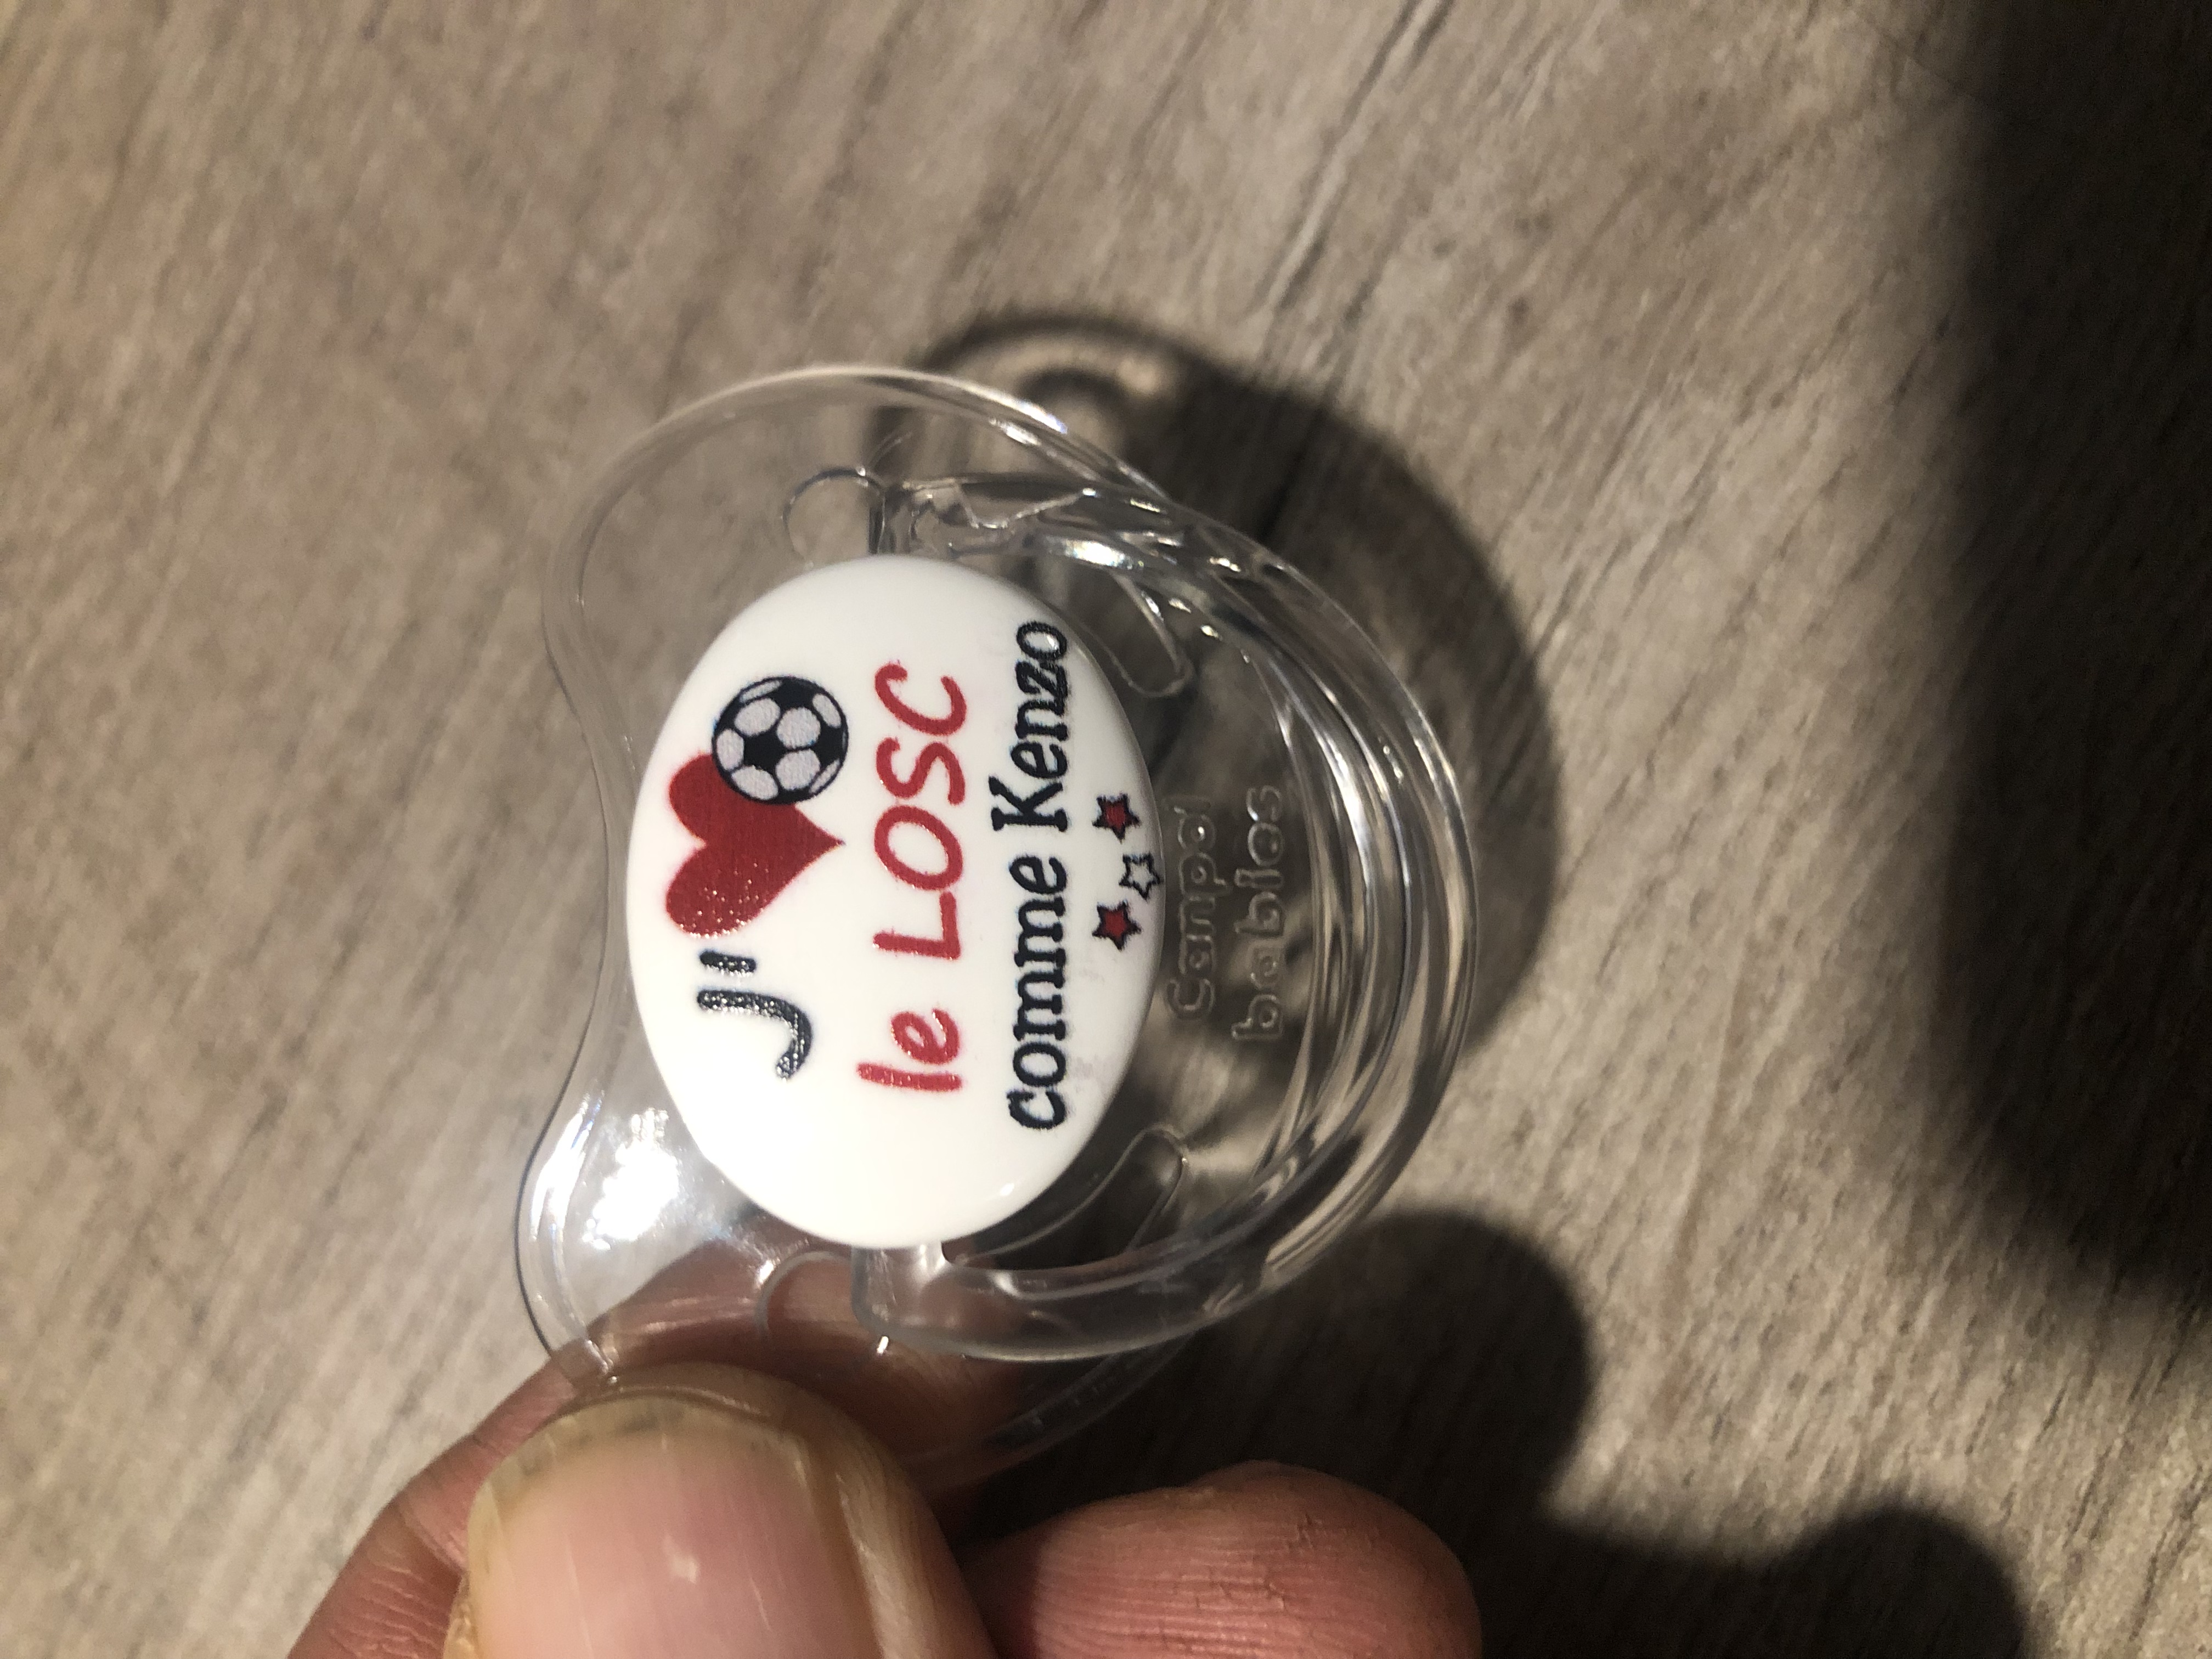 J'
le LOSC
comme Kenzo
Canpol
babies